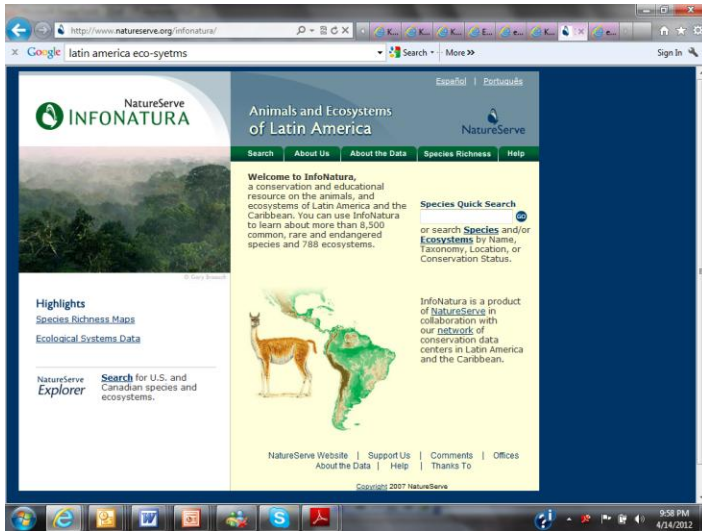 http://www.natureserve.org/infonatura/
K...
K...
K...
E...
e...
K...
e...
x Google latin america eco-syetms
Search
More »
Sign In
Español | Português
NatureServe
INFONATURA
Animals and Ecosystems
of Latin America
NatureServe
Search
About Us
About the Data
Species Richness
Help
Welcome to InfoNatura,
a conservation and educational
resource on the animals, and
ecosystems of Latin America and the
Caribbean. You can use InfoNatura
to learn about more than 8,500
common, rare and endangered
species and 788 ecosystems.
Species Quick Search
GO
or search Species and/or
Ecosystems by Name,
Taxonomy, Location, or
Conservation Status.
Highlights
Species Richness Maps
Ecological Systems Data
NatureServe
Explorer
Search for U.S. and
Canadian species and
ecosystems.
InfoNatura is a product
of NatureServe in
collaboration with
our network of
conservation data
centers in Latin America
and the Caribbean.
NatureServe Website | Support Us | Comments | Offices
About the Data | Help | Thanks To
Copyright 2007 NatureServe
9:58 PM
4/14/2012